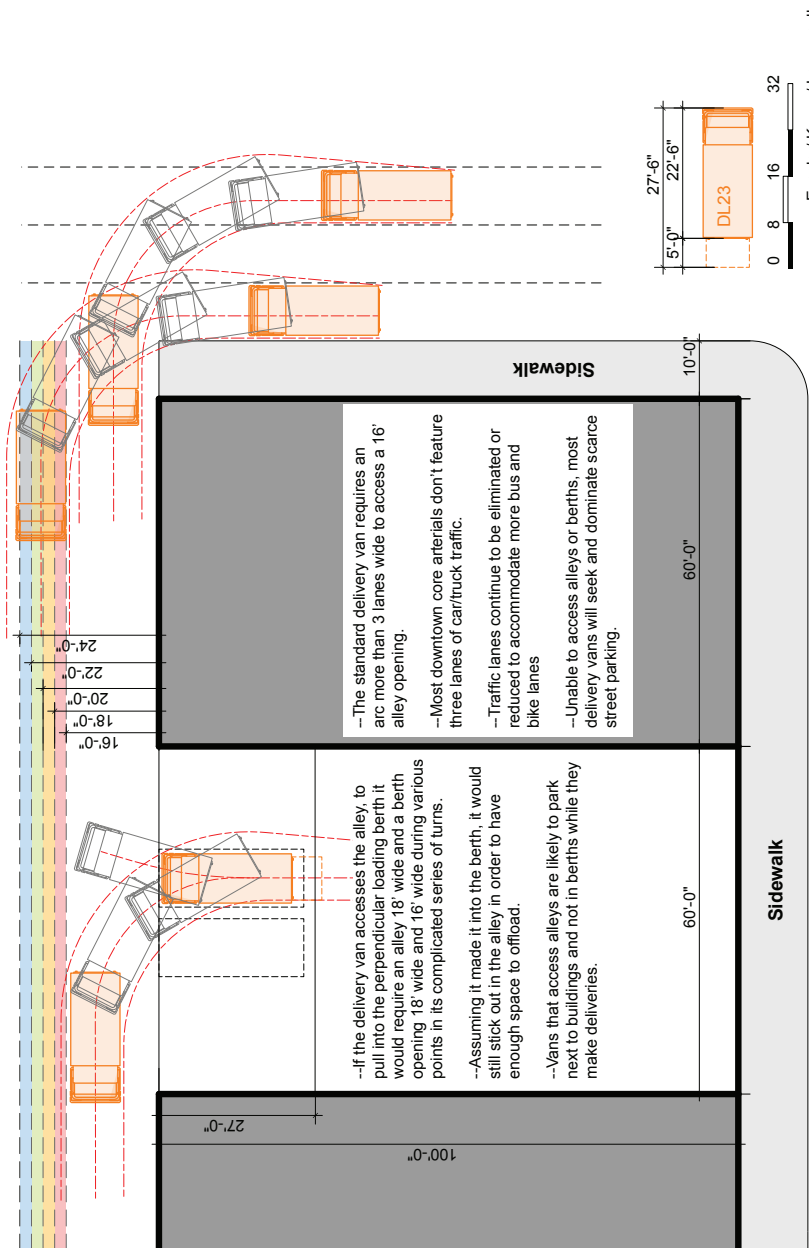 --If the delivery van accesses the alley, to
pull into the perpendicular loading berth it
would require an alley 18' wide and a berth
opening 18' wide and 16' wide during various
points in its complicated series of turns.
--Assuming it made it into the berth, it would
still stick out in the alley in order to have
enough space to offload.
--Vans that access alleys are likely to park
next to buildings and not in berths while they
make deliveries.
--The standard delivery van requires an
arc more than 3 lanes wide to access a 16'
alley opening.
--Most downtown core arterials don't feature
three lanes of car/truck traffic.
--Traffic lanes continue to be eliminated or
reduced to accommodate more bus and
bike lanes
--Unable to access alleys or berths, most
delivery vans will seek and dominate scarce
street parking.
16'-0"
18'-0"
20'-0"
22'-0"
24'-0"
27'-0"
100'-0"
60'-0"
60'-0"
10'-0"
Sidewalk
Sidewalk
27'-6"
5'-0"
22'-6"
DL23
0 8 16 32